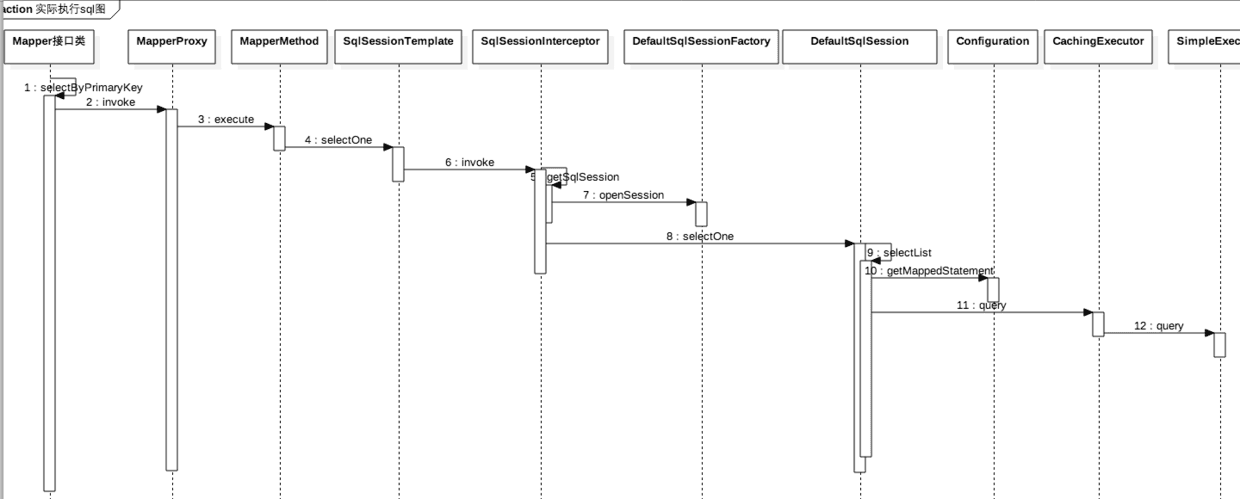 action 实际执行sql图
Mapper接口类 MapperProxy MapperMethod SqlSessionTemplate SqlSessionInterceptor DefaultSqlSessionFactory DefaultSqlSession Configuration CachingExecutor SimpleExec
1 : selectByPrimaryKey
2 : invoke
3 : execute
4 : selectOne
6 : invoke
5 : getSqlSession
7 : openSession
8 : selectOne
9 : selectList
10 : getMappedStatement
11 : query
12 : query